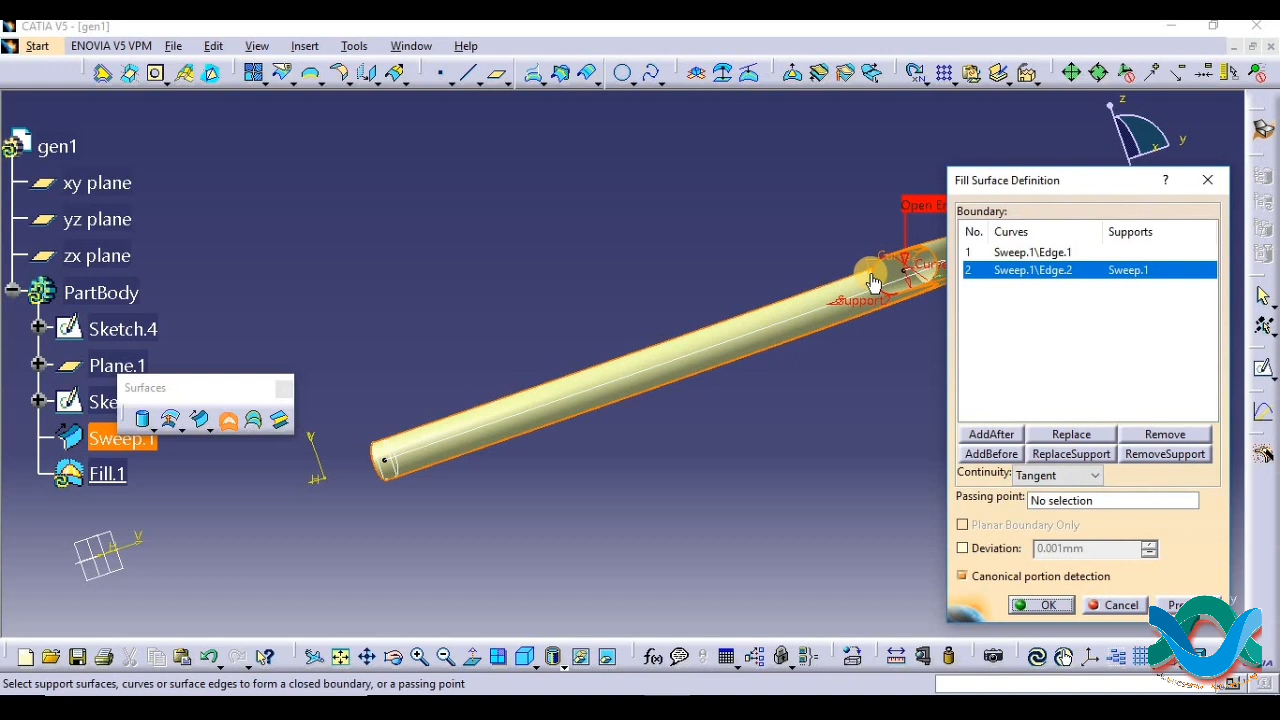 CATIA V5 - [gen1]
Start ENOVIA V5 VPM File Edit View Insert Tools Window Help
z
y
x
gen1
xy plane
yz plane
zx plane
PartBody
Sketch.4
Plane.1
Ske
Sweep.1
Fill.1
Surfaces
Open
Support2
y
H
y
H
Fill Surface Definition
?
Boundary:
No. Curves Supports
1 Sweep.1\Edge.1
2 Sweep.1\Edge.2 Sweep.1
AddAfter Replace Remove
AddBefore ReplaceSupport RemoveSupport
Continuity: Tangent
Passing point: No selection
Planar Boundary Only
Deviation: 0.001mm
Canonical portion detection
OK Cancel Pre
y
Select support surfaces, curves or surface edges to form a closed boundary, or a passing point